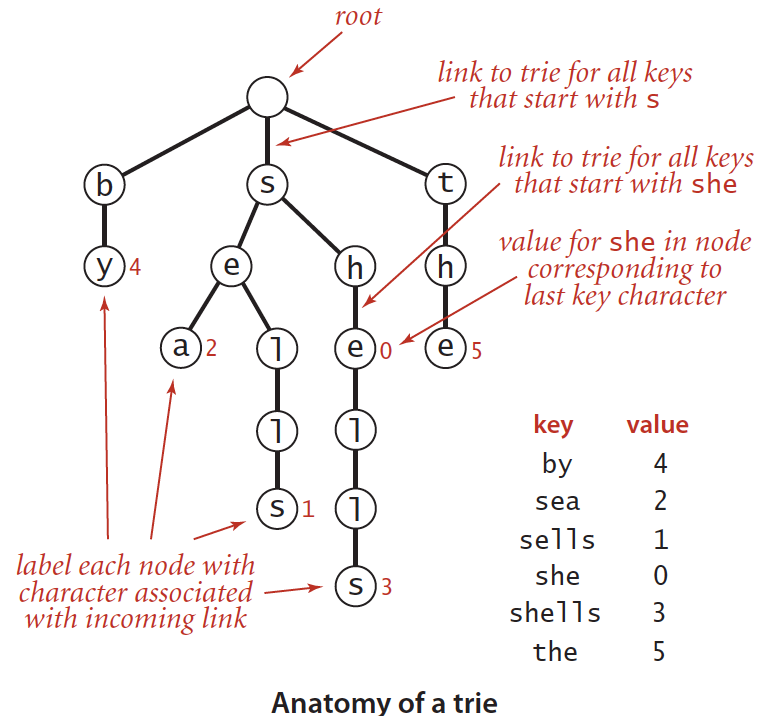 root
link to trie for all keys
that start with s
link to trie for all keys
that start with she
value for she in node
corresponding to
last key character
b
s
t
y 4
e
h
h
a 2
l
e 0
e 5
l
l
s 1
l
s 3
label each node with
character associated
with incoming link
key value
by 4
sea 2
sells 1
she 0
shells 3
the 5
Anatomy of a trie